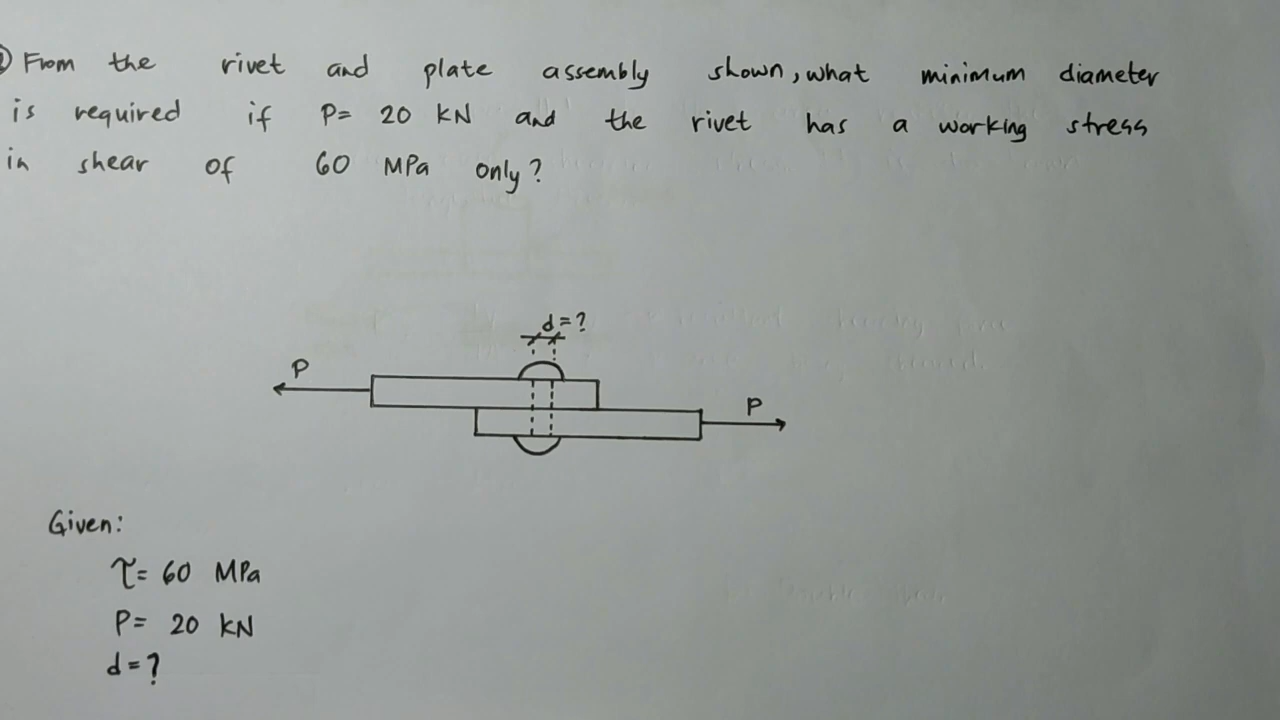 From the rivet and plate assembly shown, what minimum diameter
is required if P= 20 KN and the rivet has a working stress
in shear of 60 MPa only?
d=?
P
P
Given:
τ= 60 MPa
P= 20 KN
d=?